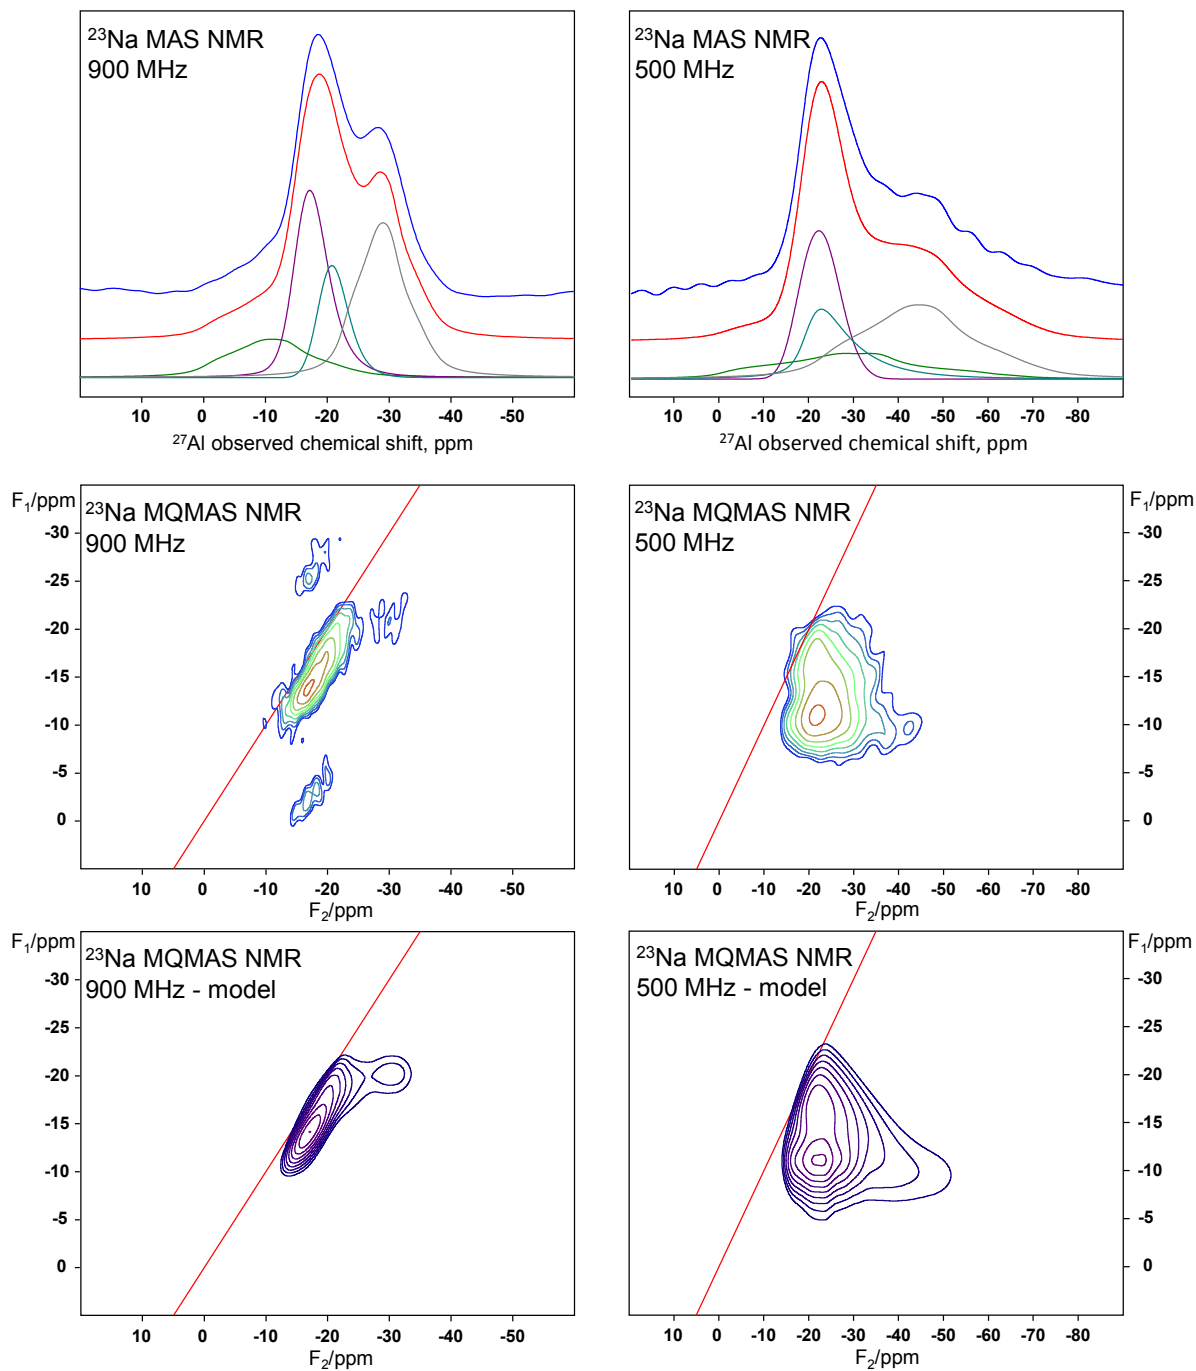 ²³Na MAS NMR
900 MHz
10 0 -10 -20 -30 -40 -50
²⁷Al observed chemical shift, ppm
²³Na MAS NMR
500 MHz
10 0 -10 -20 -30 -40 -50 -60 -70 -80
²⁷Al observed chemical shift, ppm
F₁/ppm
²³Na MQMAS NMR
900 MHz
-30
-25
-20
-15
-10
-5
0
10 0 -10 -20 -30 -40 -50
F₂/ppm
²³Na MQMAS NMR
500 MHz
F₁/ppm
-30
-25
-20
-15
-10
-5
0
10 0 -10 -20 -30 -40 -50 -60 -70 -80
F₂/ppm
F₁/ppm
²³Na MQMAS NMR
900 MHz - model
-30
-25
-20
-15
-10
-5
0
10 0 -10 -20 -30 -40 -50
F₂/ppm
²³Na MQMAS NMR
500 MHz - model
F₁/ppm
-30
-25
-20
-15
-10
-5
0
10 0 -10 -20 -30 -40 -50 -60 -70 -80
F₂/ppm